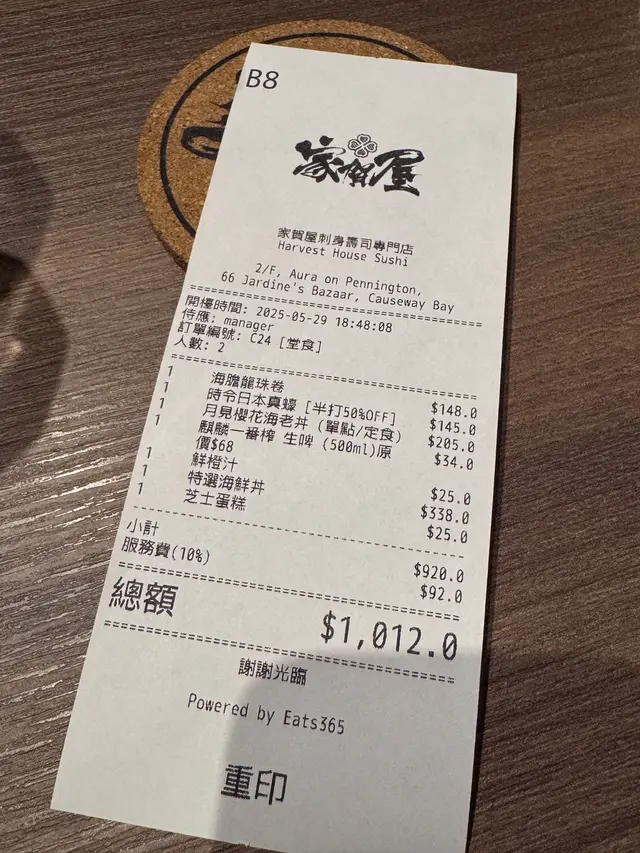 B8
家賀屋
家賀屋刺身壽司專門店
Harvest House Sushi
2/F, Aura on Pennington,
66 Jardine's Bazaar, Causeway Bay
開檯時間: 2025-05-29 18:48:08
侍應: manager
訂單編號: C24 [堂食]
人數: 2
1 海膽龍珠卷 $148.0
1 時令日本真蠔 [半打50%OFF] $145.0
1 月見櫻花海老丼 (單點/定食) $205.0
1 麒麟一番榨 生啤 (500ml)原 $34.0
價$68
1 鮮橙汁 $25.0
1 特選海鮮丼 $338.0
1 芝士蛋糕 $25.0
小計 $920.0
服務費(10%) $92.0
總額 $1,012.0
謝謝光臨
Powered by Eats365
重印